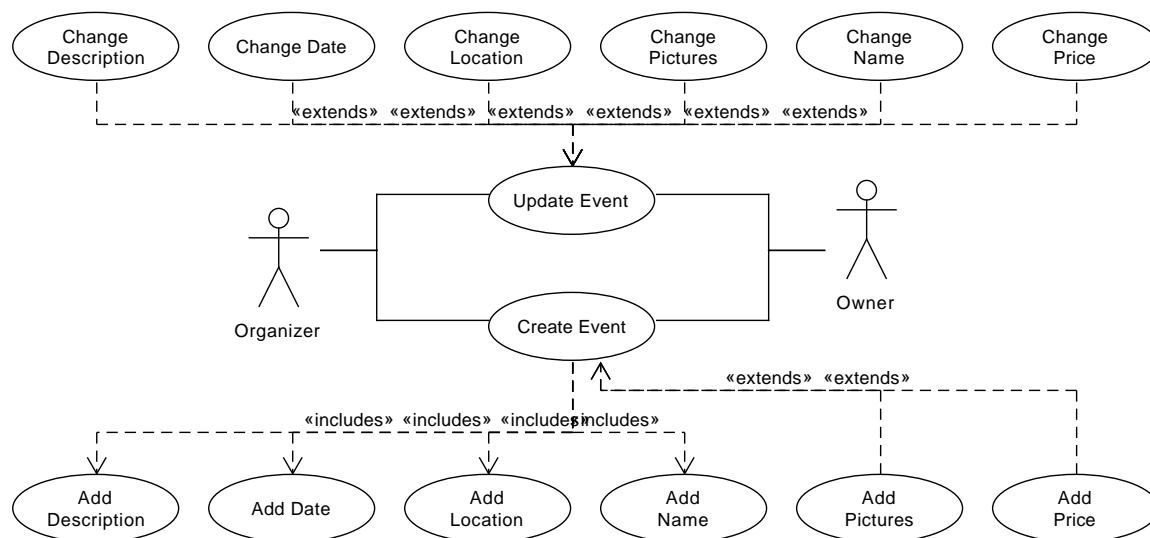 Change
Description
Change Date
Change
Location
Change
Pictures
Change
Name
Change
Price
«extends» «extends» «extends» «extends» «extends» «extends»
Update Event
Organizer
Owner
Create Event
«extends» «extends»
«includes» «includes» «includes» «includes»
Add
Description
Add Date
Add
Location
Add
Name
Add
Pictures
Add
Price